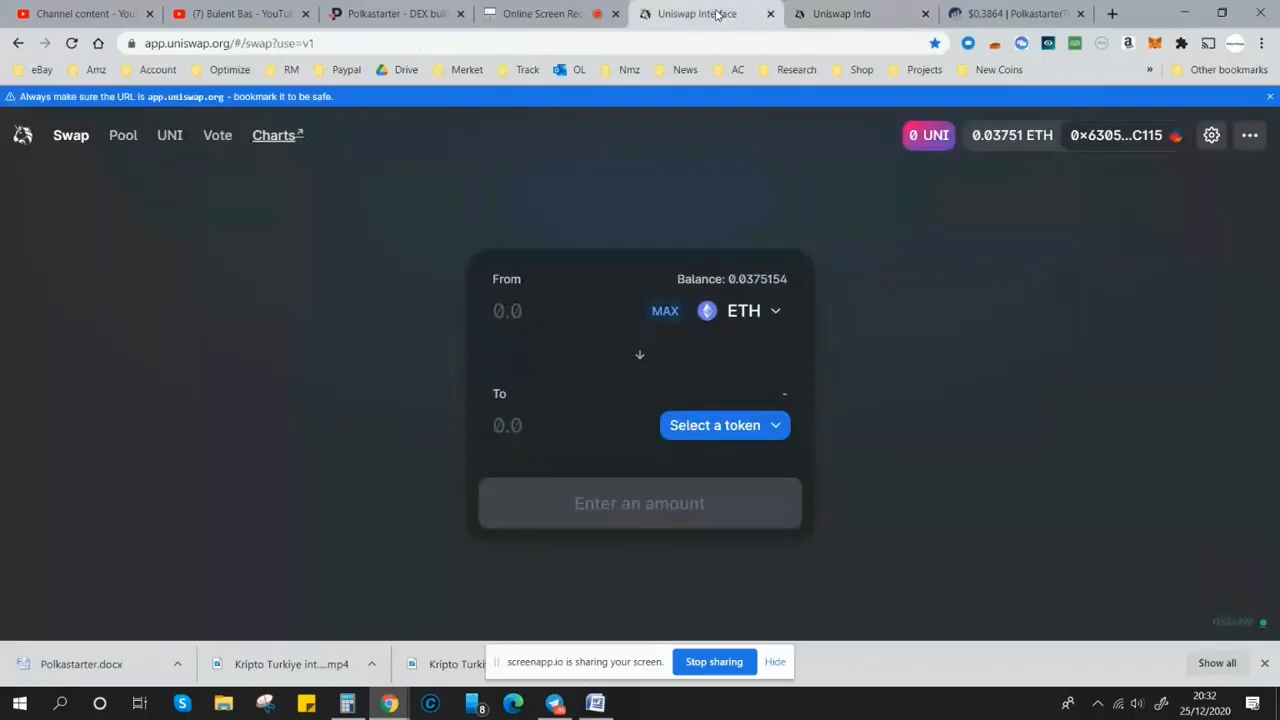 Channel content - You
(7) Bulent Bas - YouTu
Polkastarter - DEX buil
Online Screen Rec
Uniswap Interface
Uniswap Info
$0.3864 | Polkastarter
app.uniswap.org/#/swap?use=v1
eBay
Amz
Account
Optimize
RM
Paypal
Drive
Market
Track
OL
Nmz
News
AC
Research
Shop
Projects
New Coins
»
Other bookmarks
Always make sure the URL is app.uniswap.org - bookmark it to be safe.
Swap
Pool
UNI
Vote
Charts↗
0 UNI
0.03751 ETH
0×6305...C115
From
Balance: 0.0375154
0.0
MAX
ETH
To
-
0.0
Select a token
Enter an amount
Polkastarter.docx
Kripto Turkiye int....mp4
Kripto Turki
screenapp.io is sharing your screen.
Stop sharing
Hide
Show all
8
20:32
25/12/2020